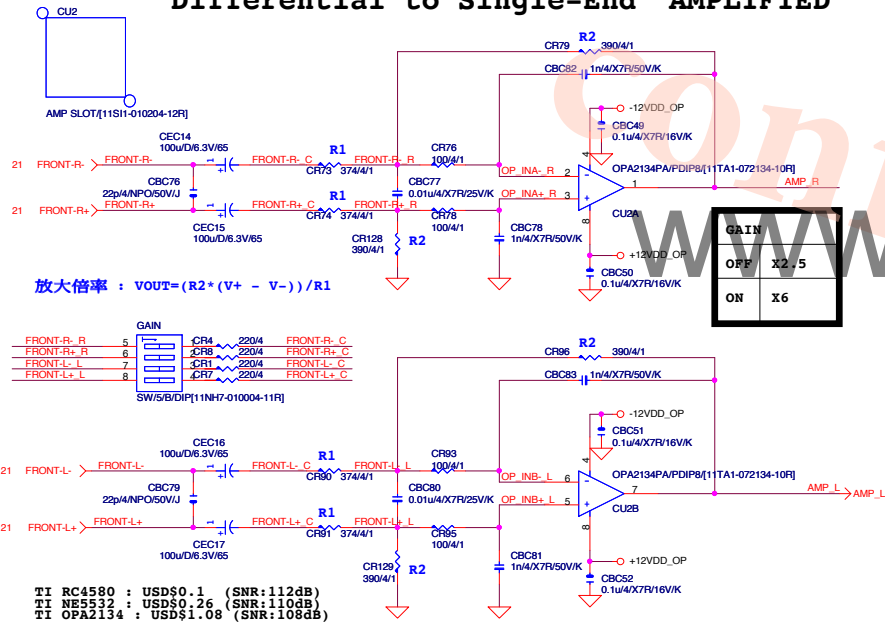 Differential to Single-End AMPLIFIED
CU2
AMP SLOT/[11SI1-010204-12R]
R2
CR79 390/4/1
CBC82 1n/4/X7R/50V/K
-12VDD_OP
CBC49
0.1u/4/X7R/16V/K
CEC14
100u/D/6.3V/65
21 FRONT-R- FRONT-R- FRONT-R-_C R1 FRONT-R-_R
CR73 374/4/1
CR76
100/4/1
OP_INA-_R 2
OPA2134PA/PDIP8/[11TA1-072134-10R]
CBC76
22p/4/NPO/50V/J
CBC77
0.01u/4/X7R/25V/K
OP_INA+_R 3
1 AMP_R
4
8
CU2A
21 FRONT-R+ FRONT-R+ FRONT-R+_C R1 FRONT-R+_R
CR74 374/4/1
CR78
100/4/1
CEC15
100u/D/6.3V/65
CR128
390/4/1
R2
CBC78
1n/4/X7R/50V/K
+12VDD_OP
CBC50
0.1u/4/X7R/16V/K
GAIN
OFF X2.5
ON X6
放大倍率 : VOUT=(R2*(V+ - V-))/R1
GAIN
FRONT-R-_R 5 1 CR4 220/4 FRONT-R-_C
FRONT-R+_R 6 2 CR8 220/4 FRONT-R+_C
FRONT-L-_L 7 3 CR1 220/4 FRONT-L-_C
FRONT-L+_L 8 4 CR7 220/4 FRONT-L+_C
SW/5/B/DIP[11NH7-010004-11R]
R2
CR96 390/4/1
CBC83 1n/4/X7R/50V/K
-12VDD_OP
CBC51
0.1u/4/X7R/16V/K
CEC16
100u/D/6.3V/65
21 FRONT-L- FRONT-L- FRONT-L-_C R1 FRONT-L-_L
CR90 374/4/1
CR93
100/4/1
OP_INB-_L 6
OPA2134PA/PDIP8/[11TA1-072134-10R]
CBC79
22p/4/NPO/50V/J
CBC80
0.01u/4/X7R/25V/K
OP_INB+_L 5
7 AMP_L AMP_L
4
8
CU2B
21 FRONT-L+ FRONT-L+ FRONT-L+_C R1 FRONT-L+_L
CR91 374/4/1
CR95
100/4/1
CEC17
100u/D/6.3V/65
CR129
390/4/1
R2
CBC81
1n/4/X7R/50V/K
+12VDD_OP
CBC52
0.1u/4/X7R/16V/K
TI RC4580 : USD$0.1 (SNR:112dB)
TI NE5532 : USD$0.26 (SNR:110dB)
TI OPA2134 : USD$1.08 (SNR:108dB)